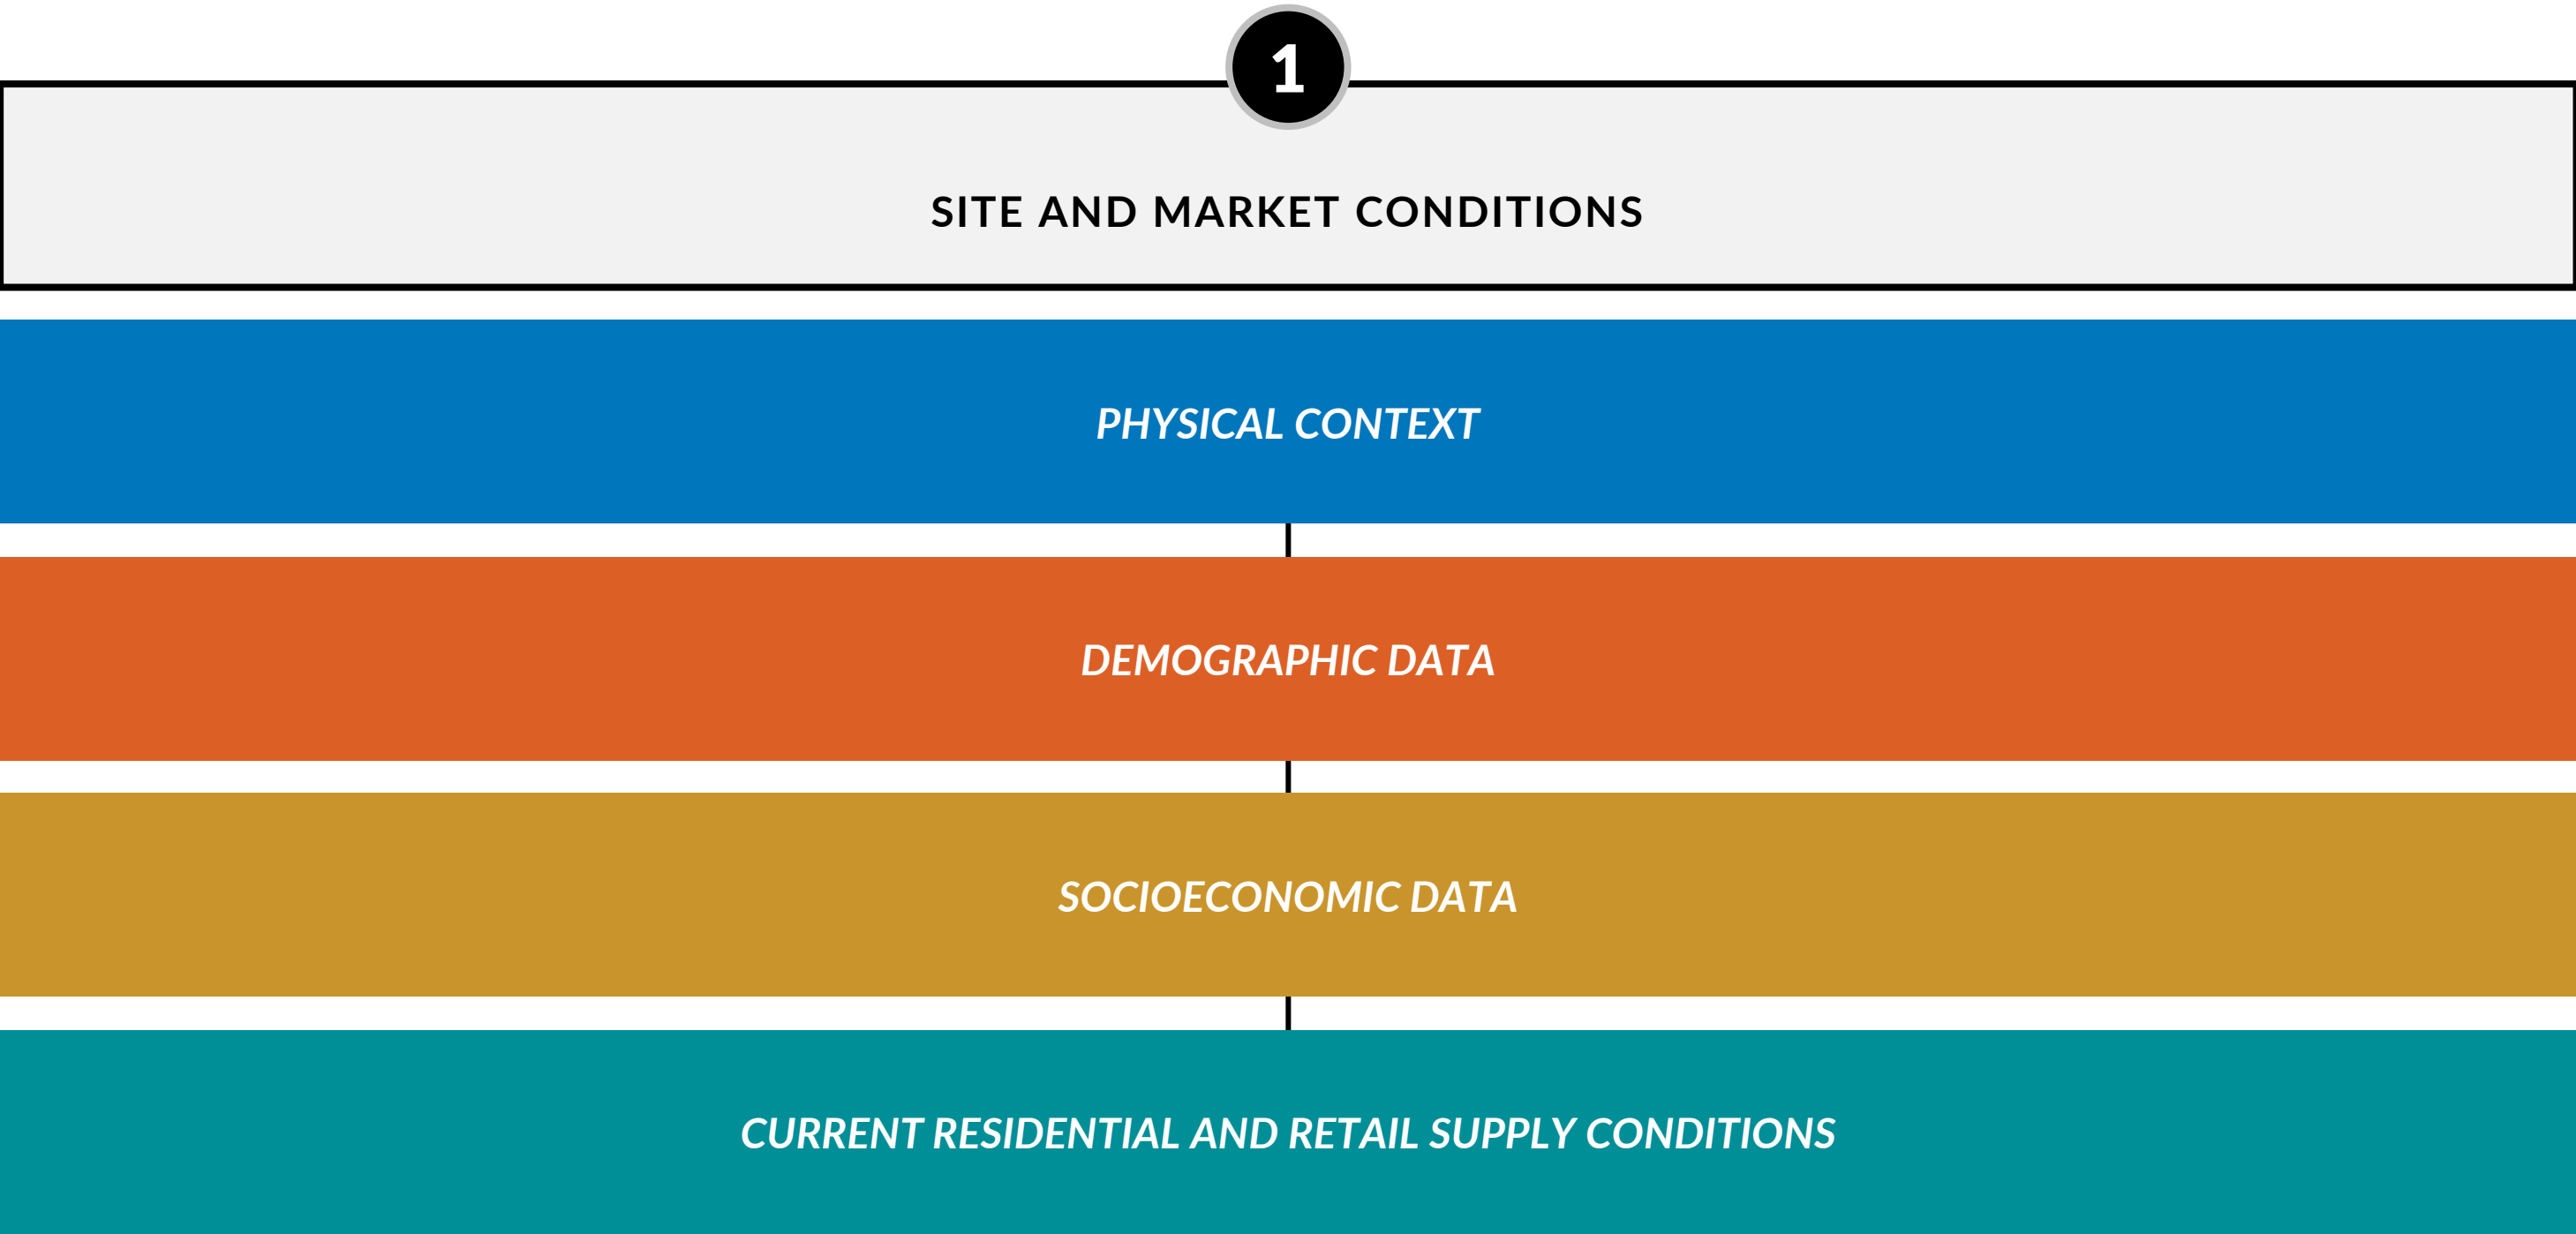 1
SITE AND MARKET CONDITIONS
PHYSICAL CONTEXT
DEMOGRAPHIC DATA
SOCIOECONOMIC DATA
CURRENT RESIDENTIAL AND RETAIL SUPPLY CONDITIONS